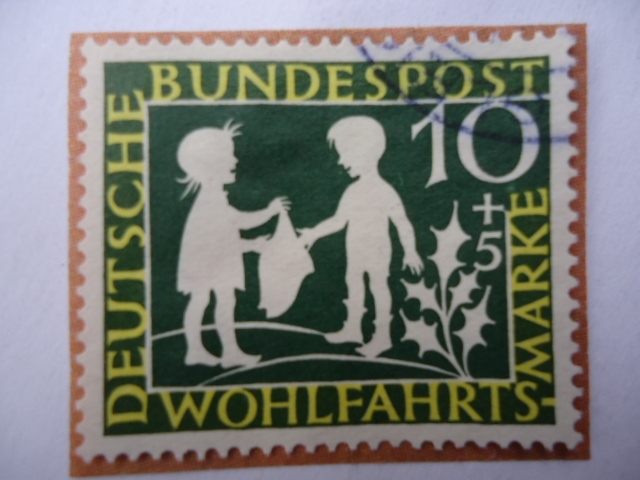 DEUTSCHE
BUNDESPOST
10
+5
WOHLFAHRTS-
MARKE